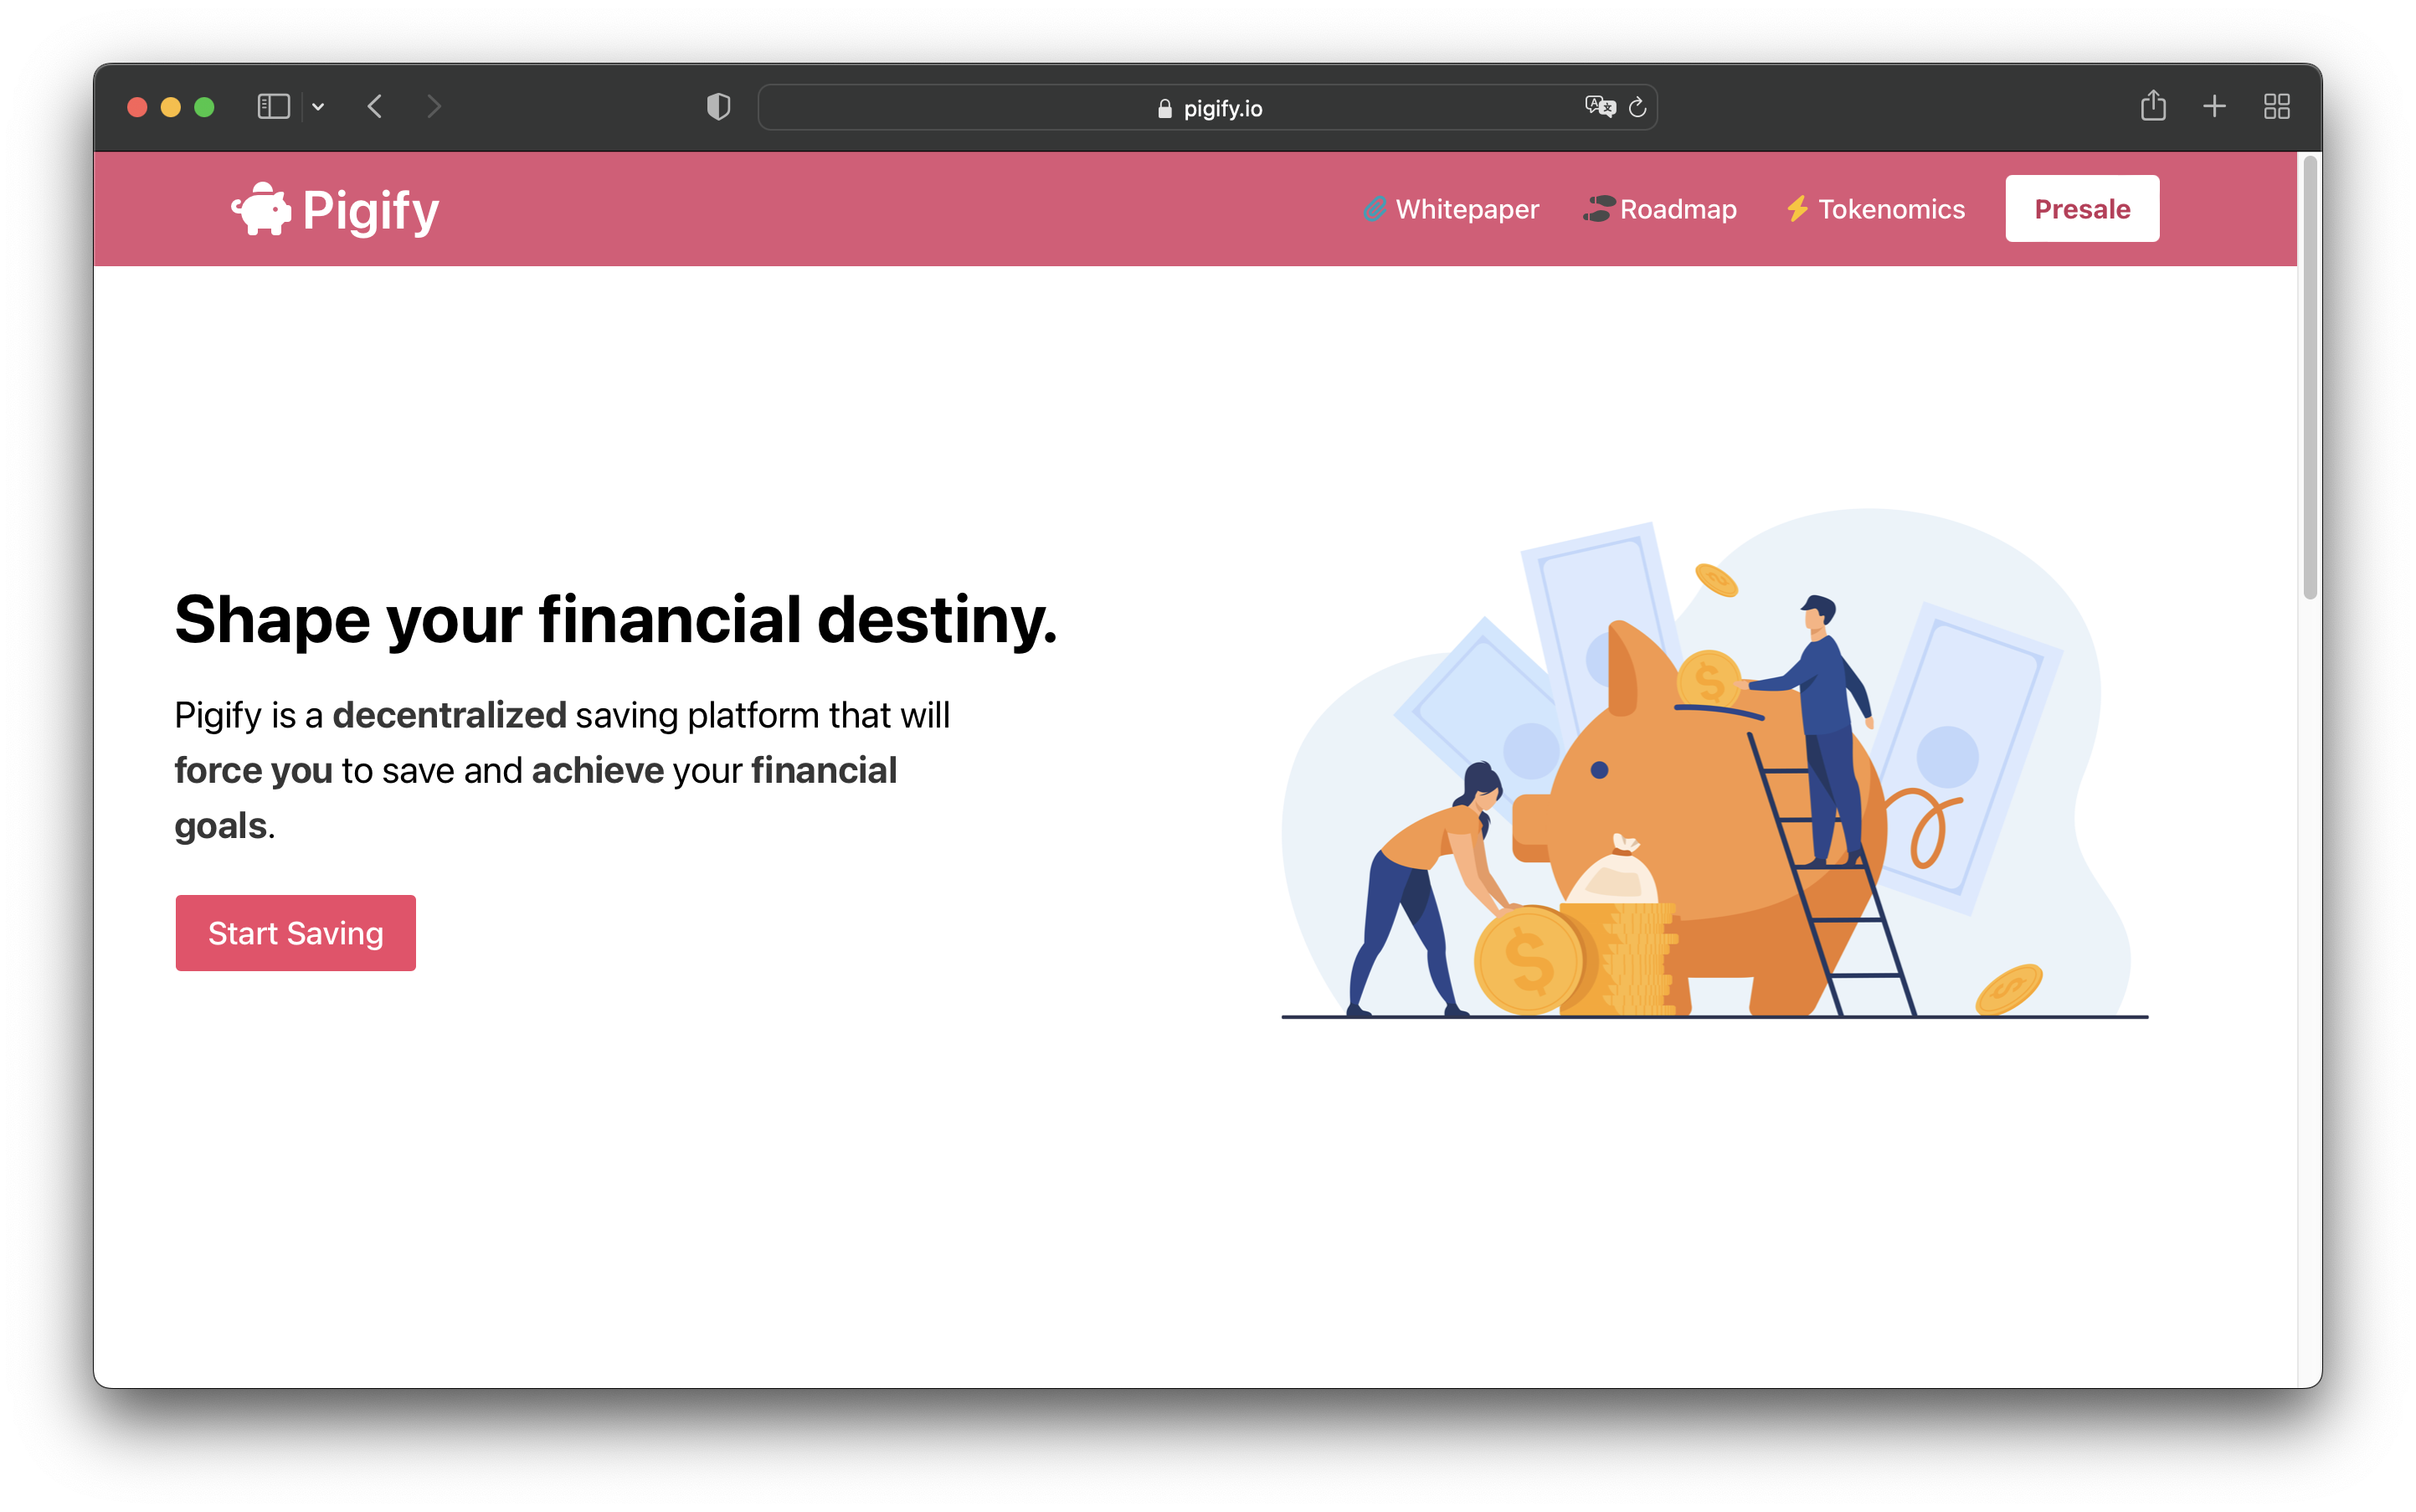 pigify.io
Pigify
Whitepaper
Roadmap
Tokenomics
Presale
Shape your financial destiny.
Pigify is a decentralized saving platform that will
force you to save and achieve your financial
goals.
Start Saving
$
$
$